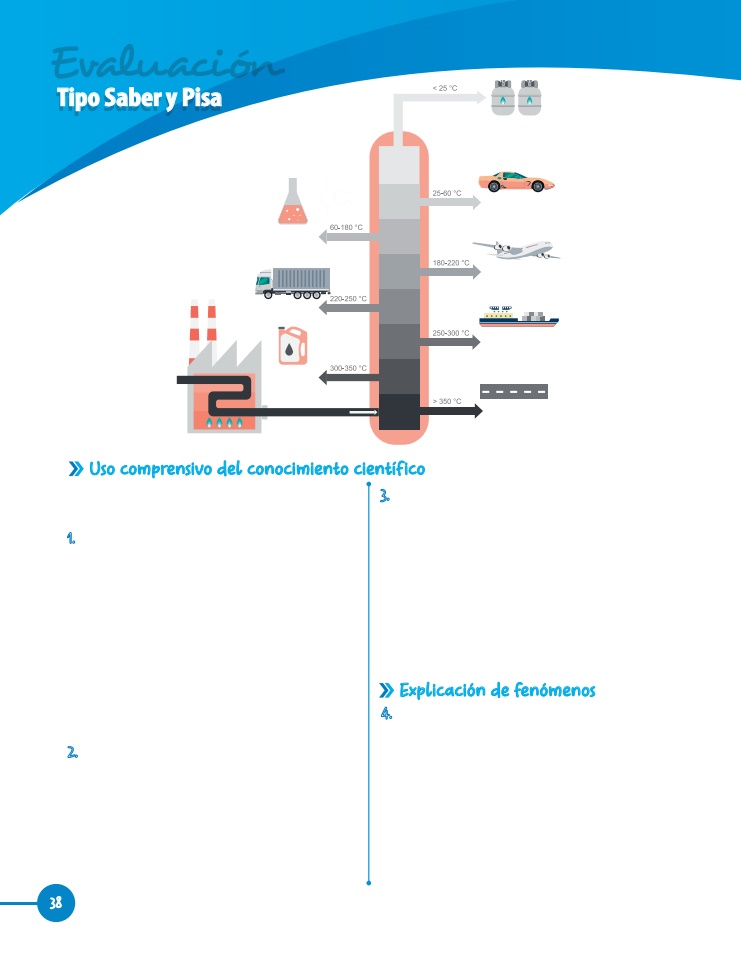 Evaluación
Tipo Saber y Pisa
< 25 °C
25-60 °C
60-180 °C
180-220 °C
220-250 °C
250-300 °C
300-350 °C
> 350 °C
Uso comprensivo del conocimiento científico
1.
2.
3.
Explicación de fenómenos
4.
38